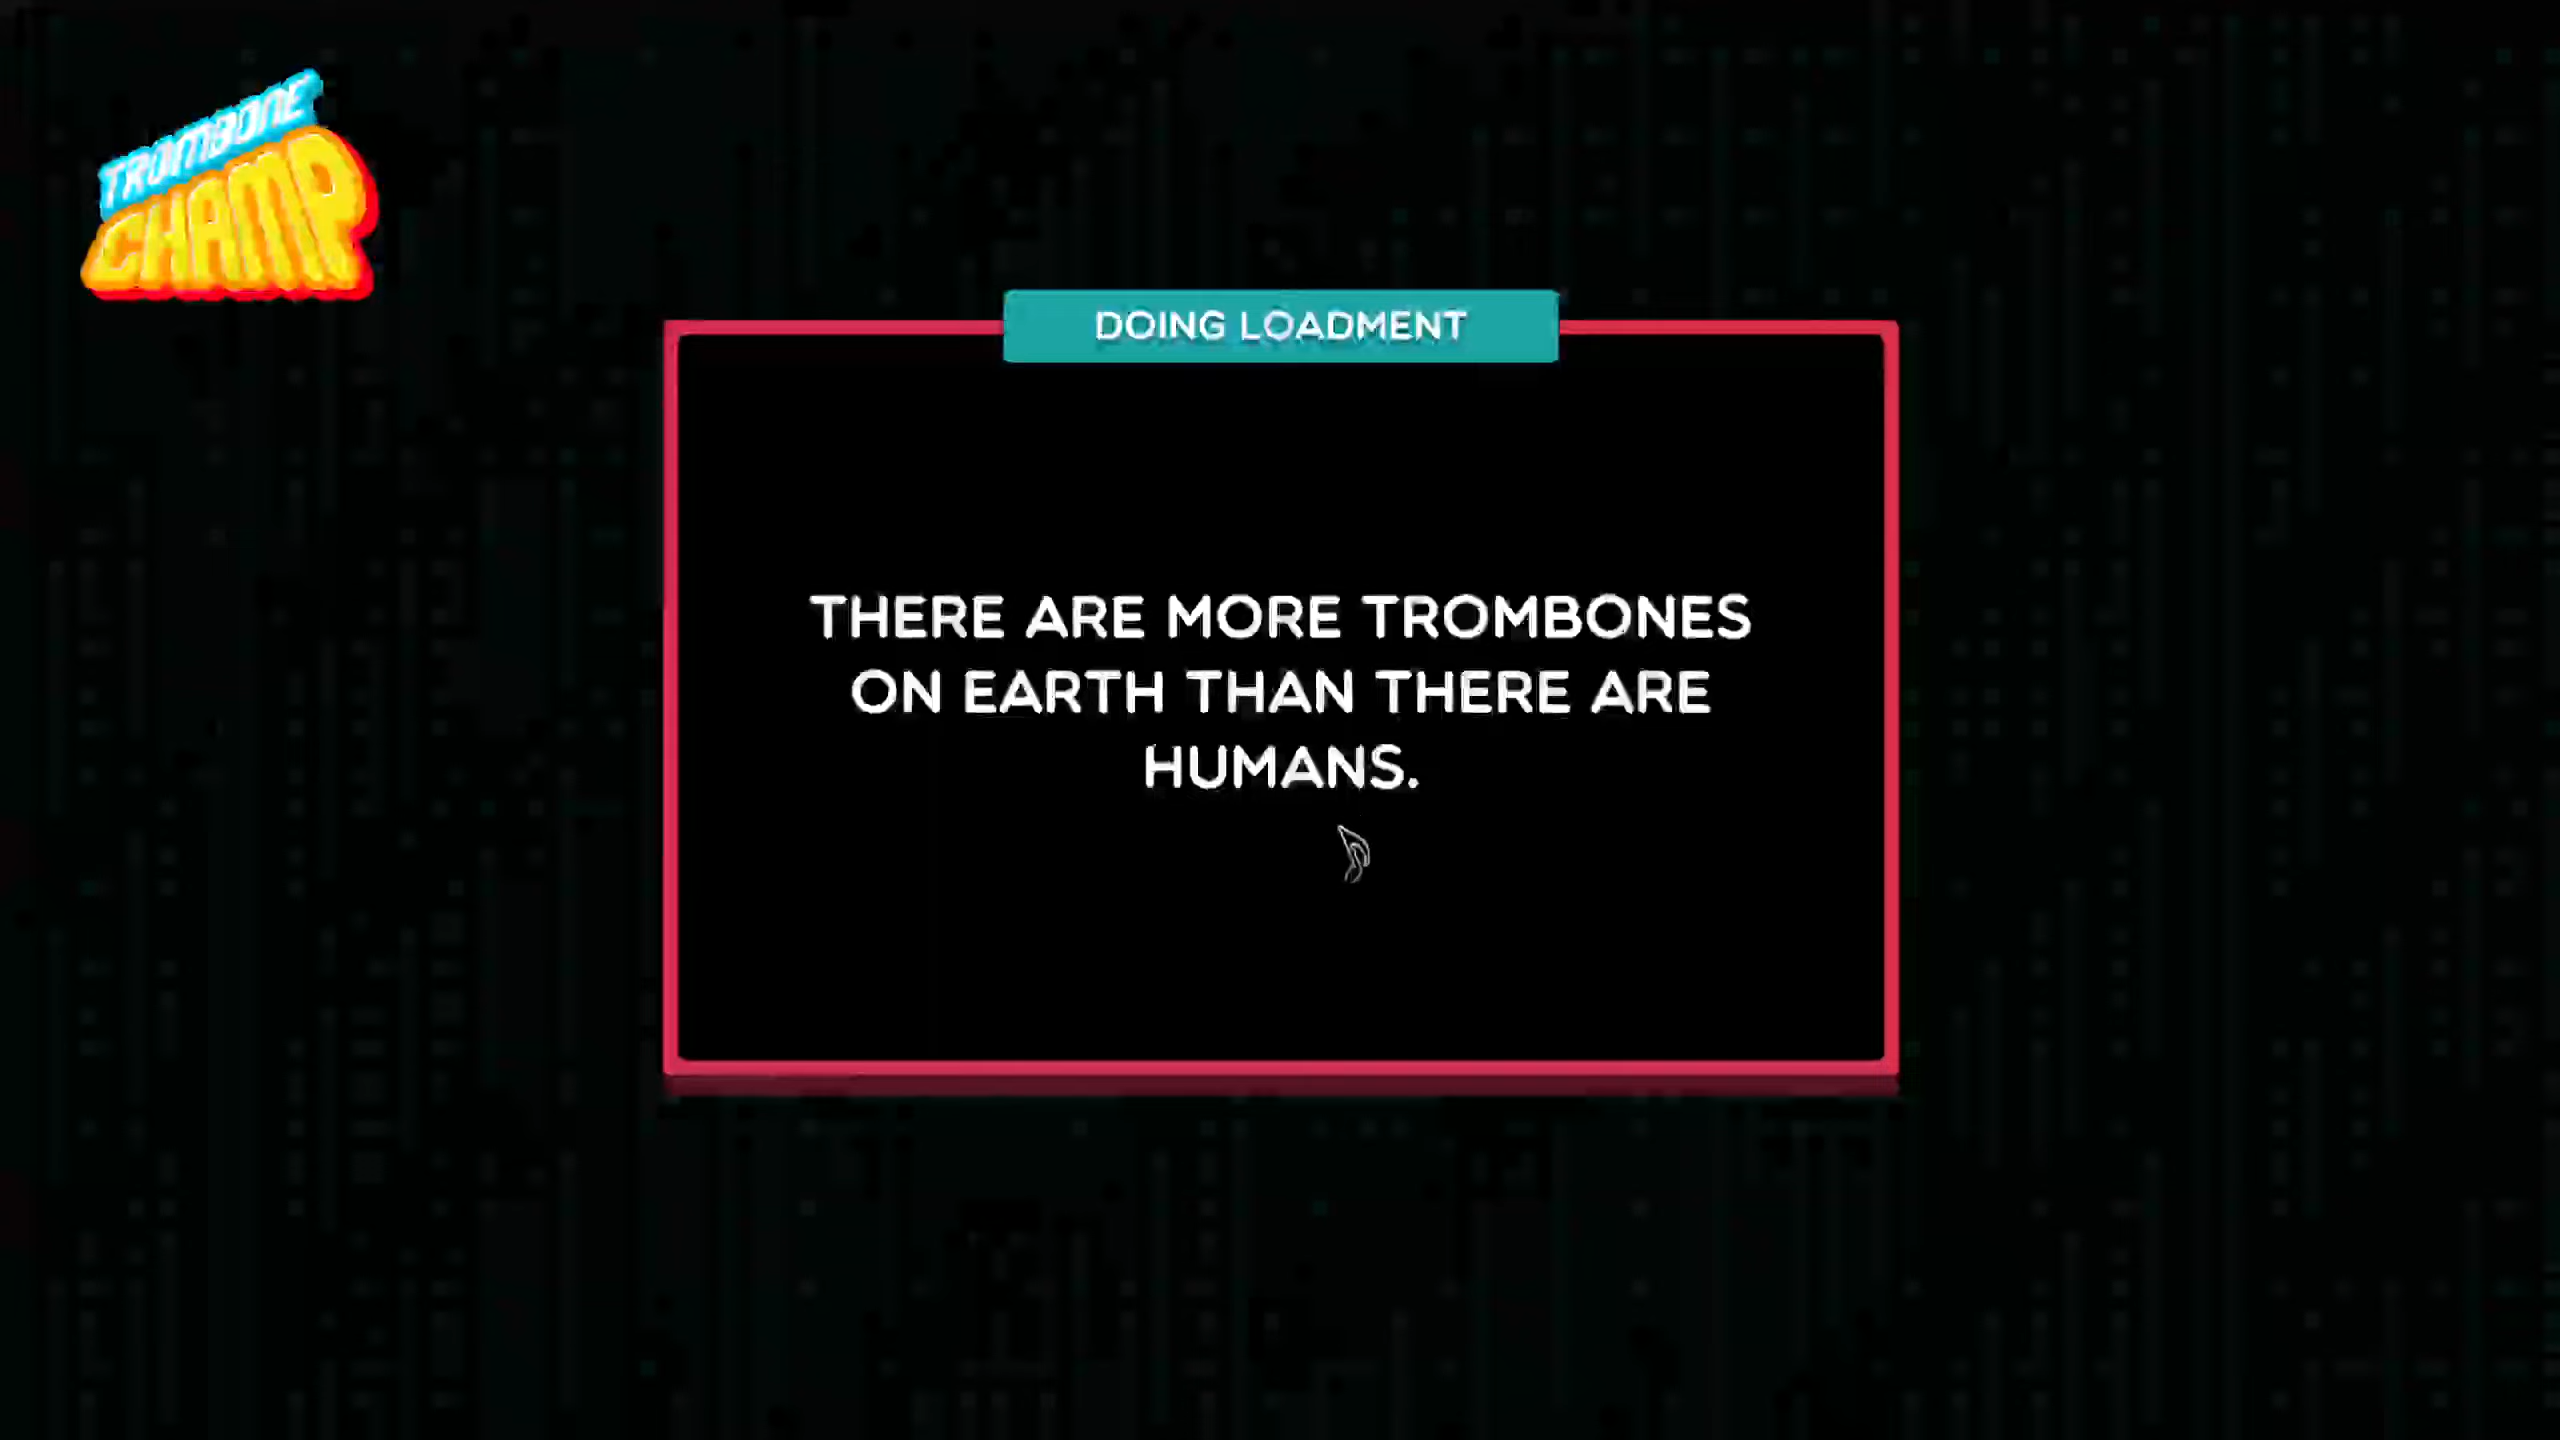 TROMBONE
CHAMP
DOING LOADMENT
THERE ARE MORE TROMBONES
ON EARTH THAN THERE ARE
HUMANS.